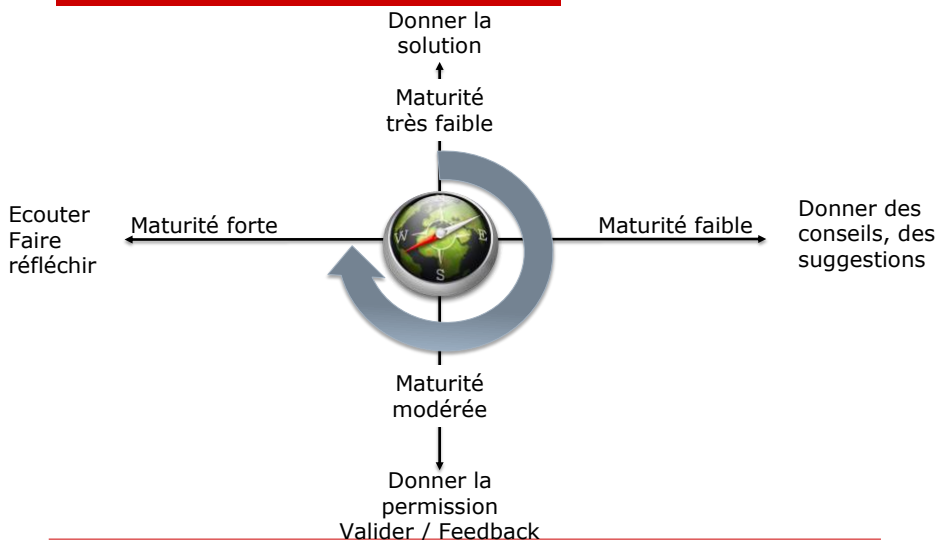 Donner la
solution
Maturité
très faible
Ecouter
Faire
réfléchir
Maturité forte
W
E
S
Maturité faible
Donner des
conseils, des
suggestions
Maturité
modérée
Donner la
permission
Valider / Feedback